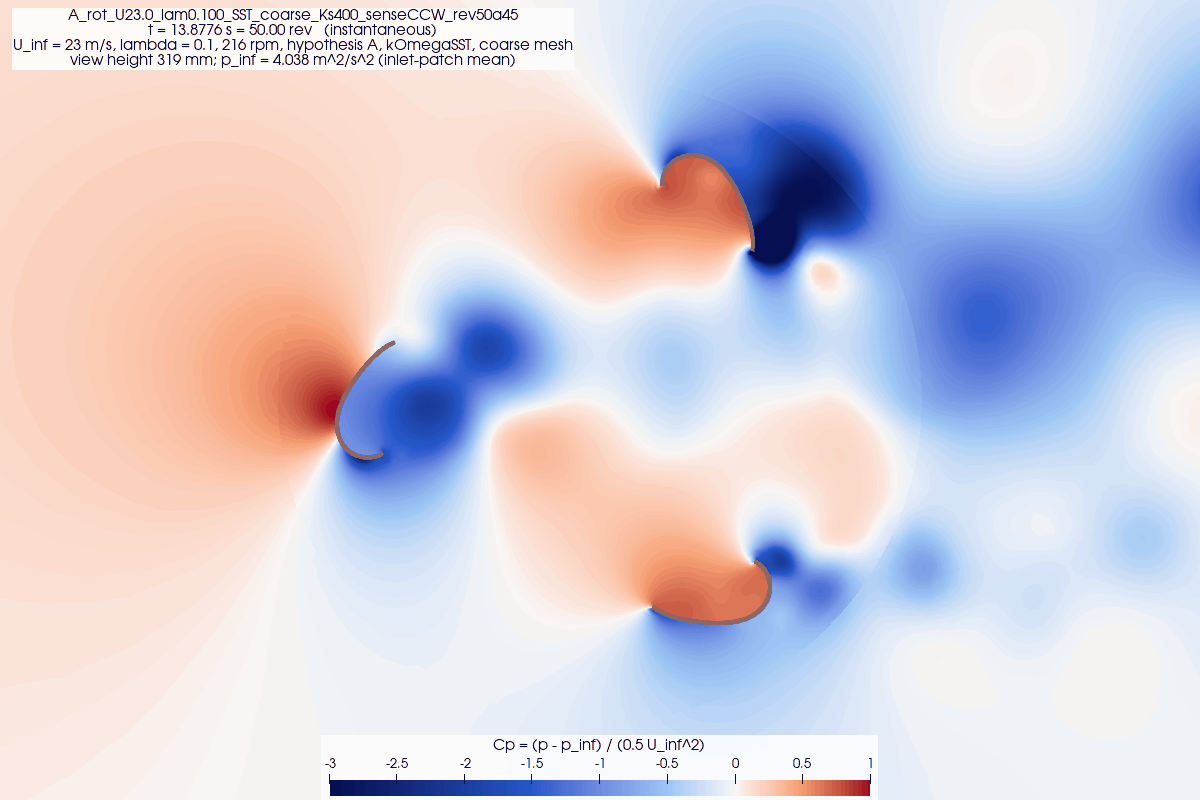 A_rot_U23.0_lam0.100_SST_coarse_Ks400_senseCCW_rev50a45
t = 13.8776 s = 50.00 rev (instantaneous)
U_inf = 23 m/s, lambda = 0.1, 216 rpm, hypothesis A, kOmegaSST, coarse mesh
view height 319 mm; p_inf = 4.038 m^2/s^2 (inlet-patch mean)
Cp = (p - p_inf) / (0.5 U_inf^2)
-3 -2.5 -2 -1.5 -1 -0.5 0 0.5 1